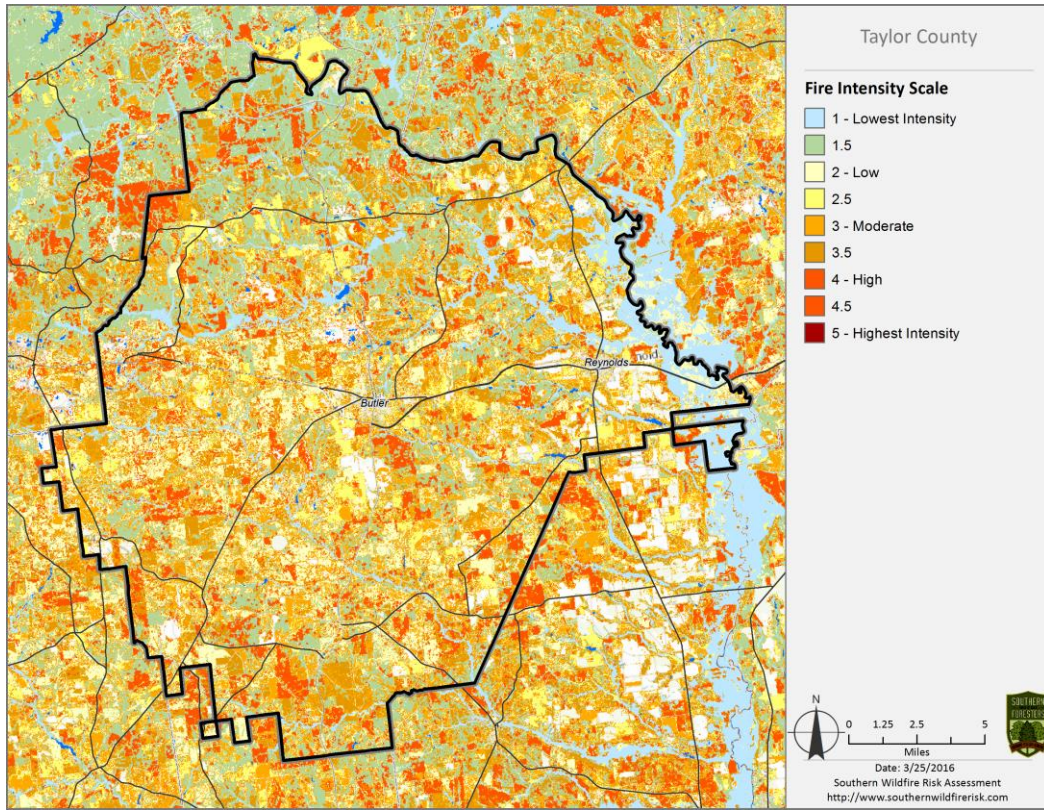 Taylor County
Fire Intensity Scale
1 - Lowest Intensity
1.5
2 - Low
2.5
3 - Moderate
3.5
4 - High
4.5
5 - Highest Intensity
Reynolds
Butler
N
0 1.25 2.5 5
Miles
Date: 3/25/2016
Southern Wildfire Risk Assessment
http://www.southernwildfirerisk.com
SOUTHERN
FORESTERS